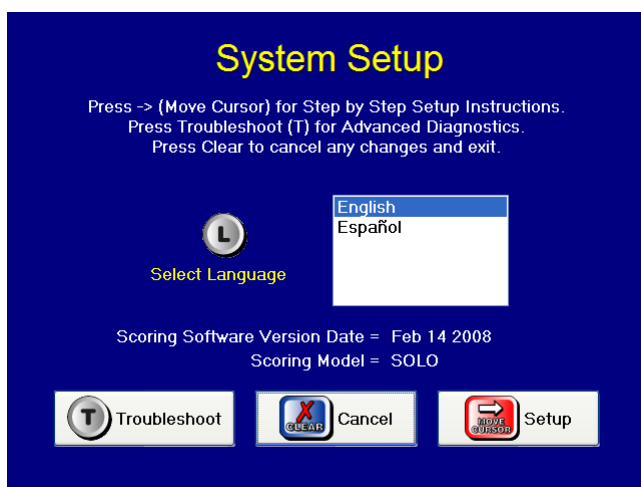 System Setup
Press -> (Move Cursor) for Step by Step Setup Instructions.
Press Troubleshoot (T) for Advanced Diagnostics.
Press Clear to cancel any changes and exit.
English
Español
L
Select Language
Scoring Software Version Date = Feb 14 2008
Scoring Model = SOLO
T Troubleshoot
X CLEAR Cancel
MOVE CURSOR Setup